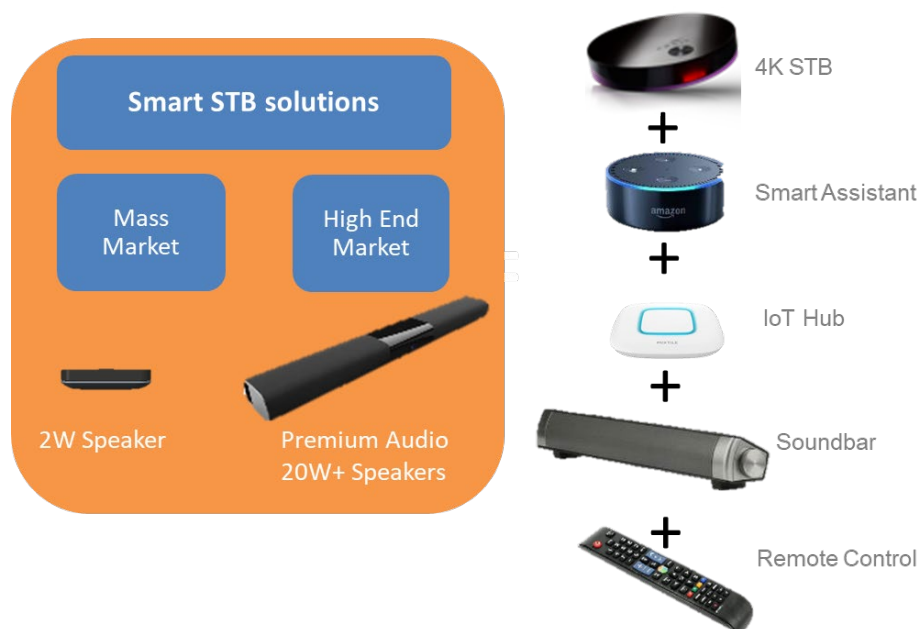 Smart STB solutions
Mass
Market
High End
Market
2W Speaker
Premium Audio
20W+ Speakers
4K STB
+
Smart Assistant
amazon
+
IoT Hub
+
Soundbar
+
Remote Control